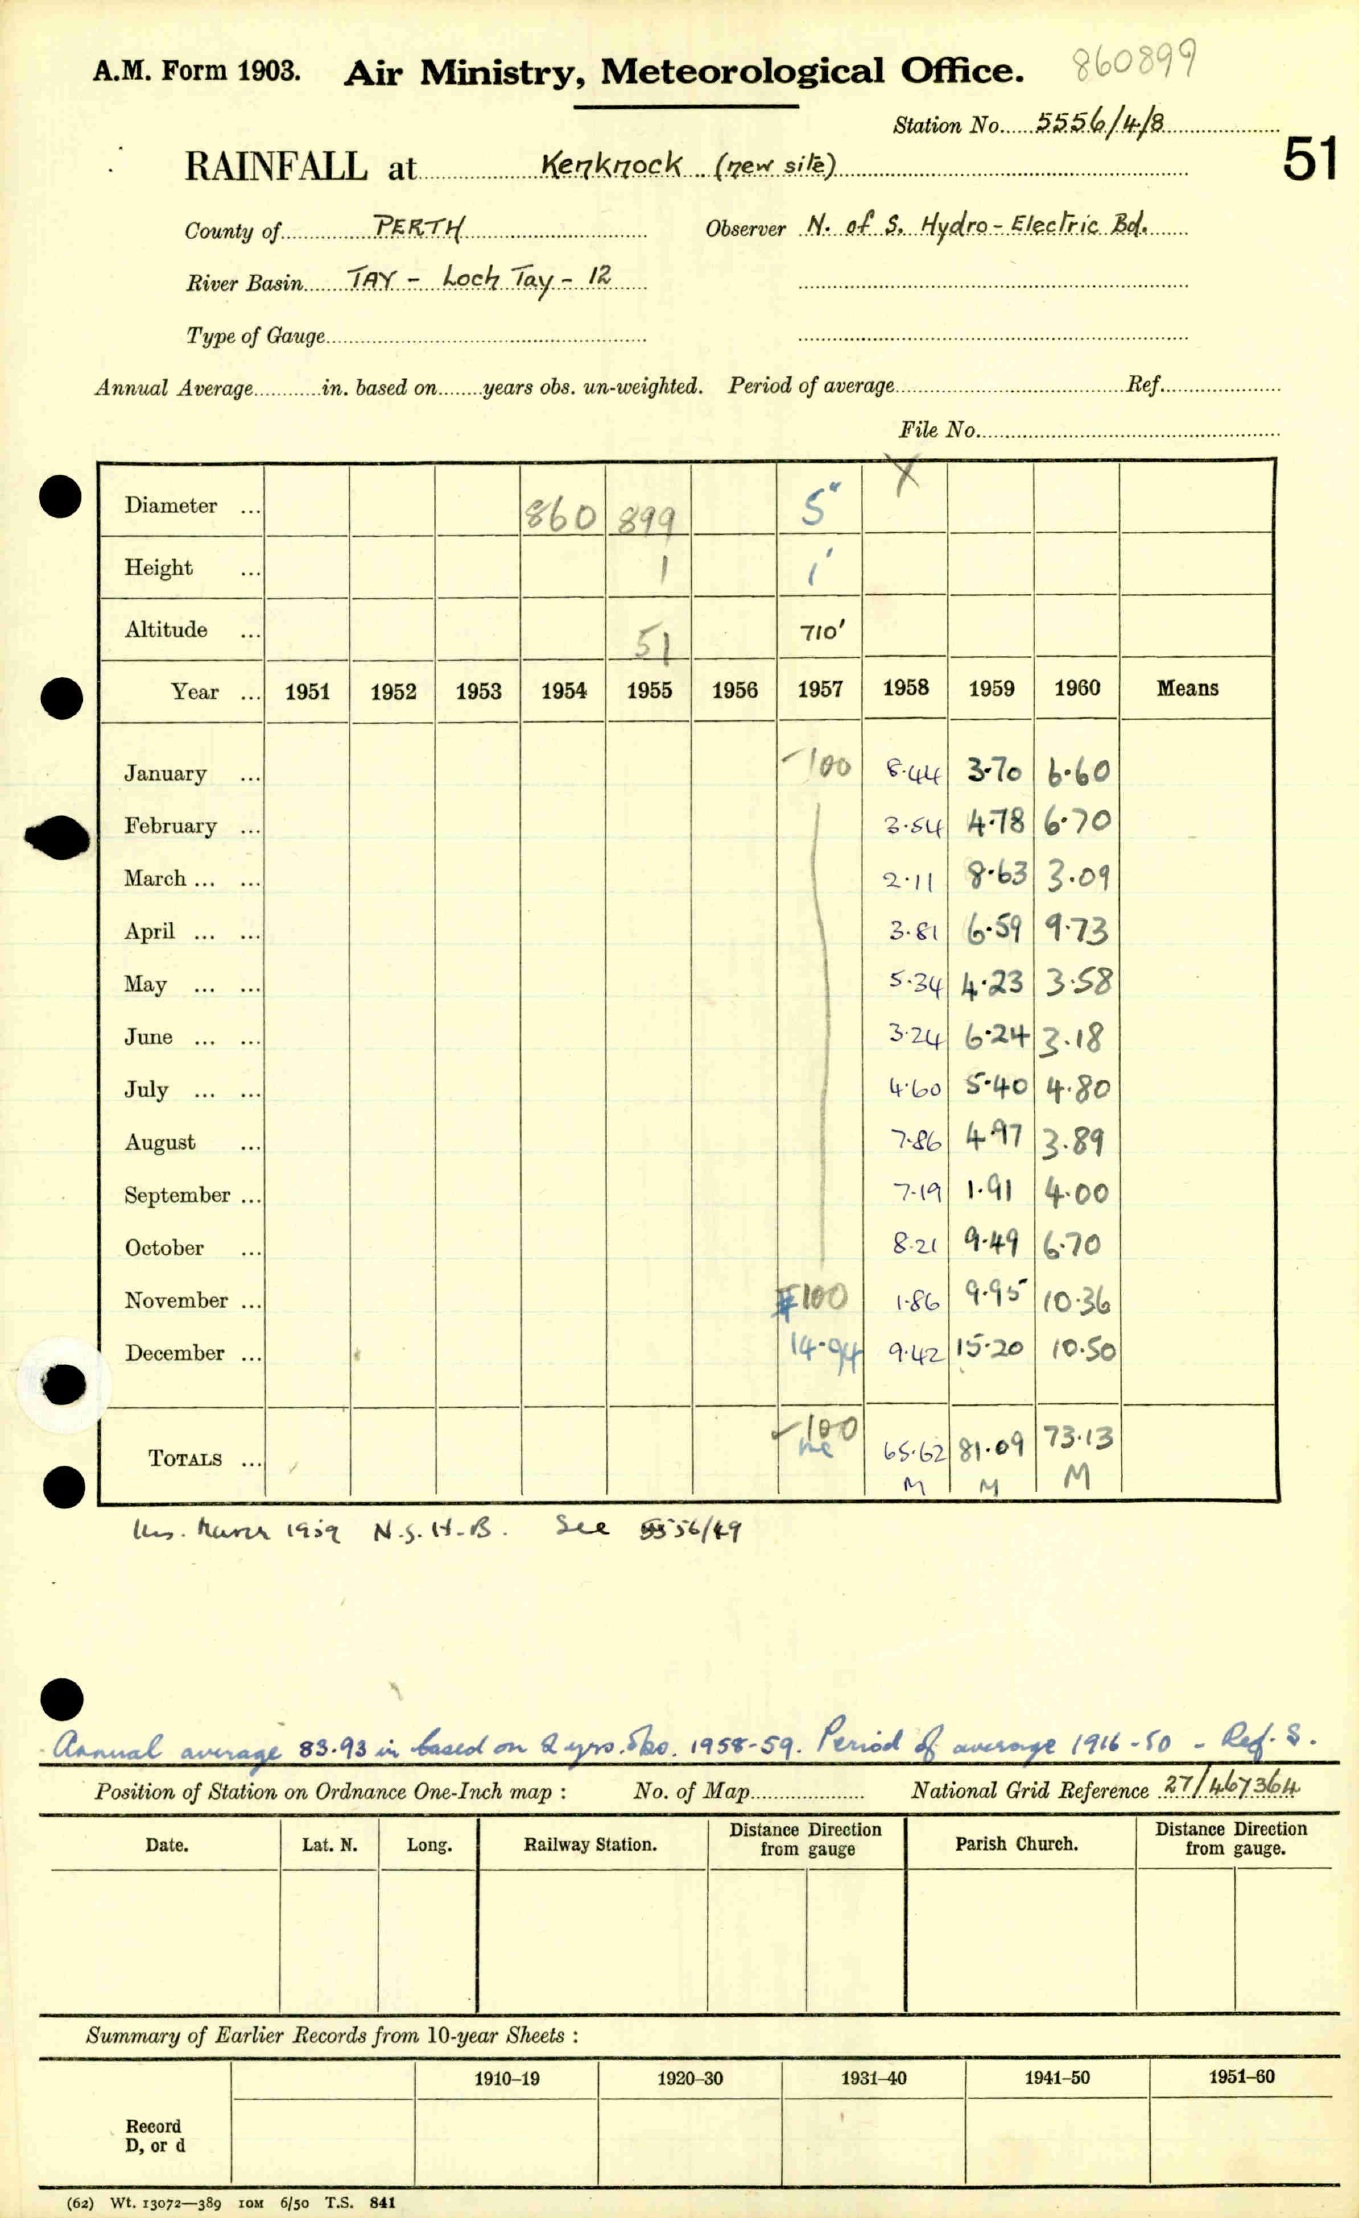 A.M. Form 1903. Air Ministry, Meteorological Office. 860899
Station No. 5556/4/8
51
RAINFALL at Kenknock (new site)
County of PERTH Observer N. of S. Hydro-Electric Bd.
River Basin TAY - Loch Tay - 12
Type of Gauge
Annual Average in. based on years obs. un-weighted. Period of average Ref.
File No.
X
Diameter ... 860 899 5"
Height ... 1 1'
Altitude ... 51 710'
Year ... 1951 1952 1953 1954 1955 1956 1957 1958 1959 1960 Means
January ... -100 8.44 3.70 6.60
February ... 3.54 4.78 6.70
March ... ... 2.11 8.63 3.09
April ... ... 3.81 6.59 9.73
May ... ... 5.34 4.23 3.58
June ... ... 3.24 6.24 3.18
July ... ... 4.60 5.40 4.80
August ... 7.86 4.97 3.89
September ... 7.19 1.91 4.00
October ... 8.21 9.49 6.70
November ... 100 1.86 9.95 10.36
December ... 14.94 9.42 15.20 10.50
TOTALS ... -100 65.62 81.09 73.13
M M M
Ins. March 1959 N.S.H.B. See 5556/49
Annual average 83.93 in based on 2 yrs. obs. 1958-59. Period of average 1916-50 - Ref. S.
Position of Station on Ordnance One-Inch map : No. of Map National Grid Reference 27/467364
Date. Lat. N. Long. Railway Station. Distance Direction from gauge Parish Church. Distance Direction from gauge.
Summary of Earlier Records from 10-year Sheets :
1910–19 1920–30 1931–40 1941–50 1951–60
Record
D, or d
(62) Wt. 13072—389 10M 6/50 T.S. 841